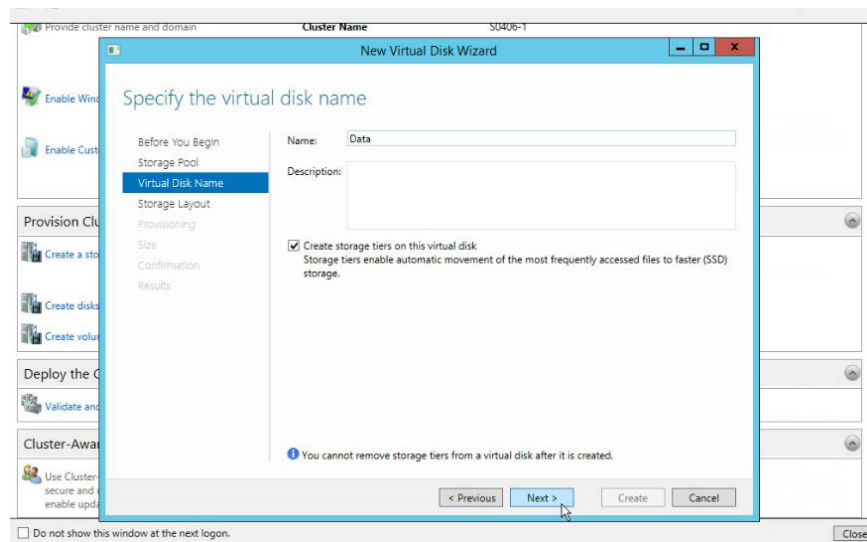 Provide cluster name and domain
Cluster Name
S0406-1
New Virtual Disk Wizard
Specify the virtual disk name
Before You Begin
Storage Pool
Virtual Disk Name
Storage Layout
Provisioning
Size
Confirmation
Results
Name:
Data
Description:
Create storage tiers on this virtual disk
Storage tiers enable automatic movement of the most frequently accessed files to faster (SSD)
storage.
You cannot remove storage tiers from a virtual disk after it is created.
< Previous
Next >
Create
Cancel
Enable Wind
Enable Cust
Provision Clu
Create a sto
Create disks
Create volu
Deploy the C
Validate and
Cluster-Awa
Use Cluster-
secure and
enable upda
Do not show this window at the next logon.
Close